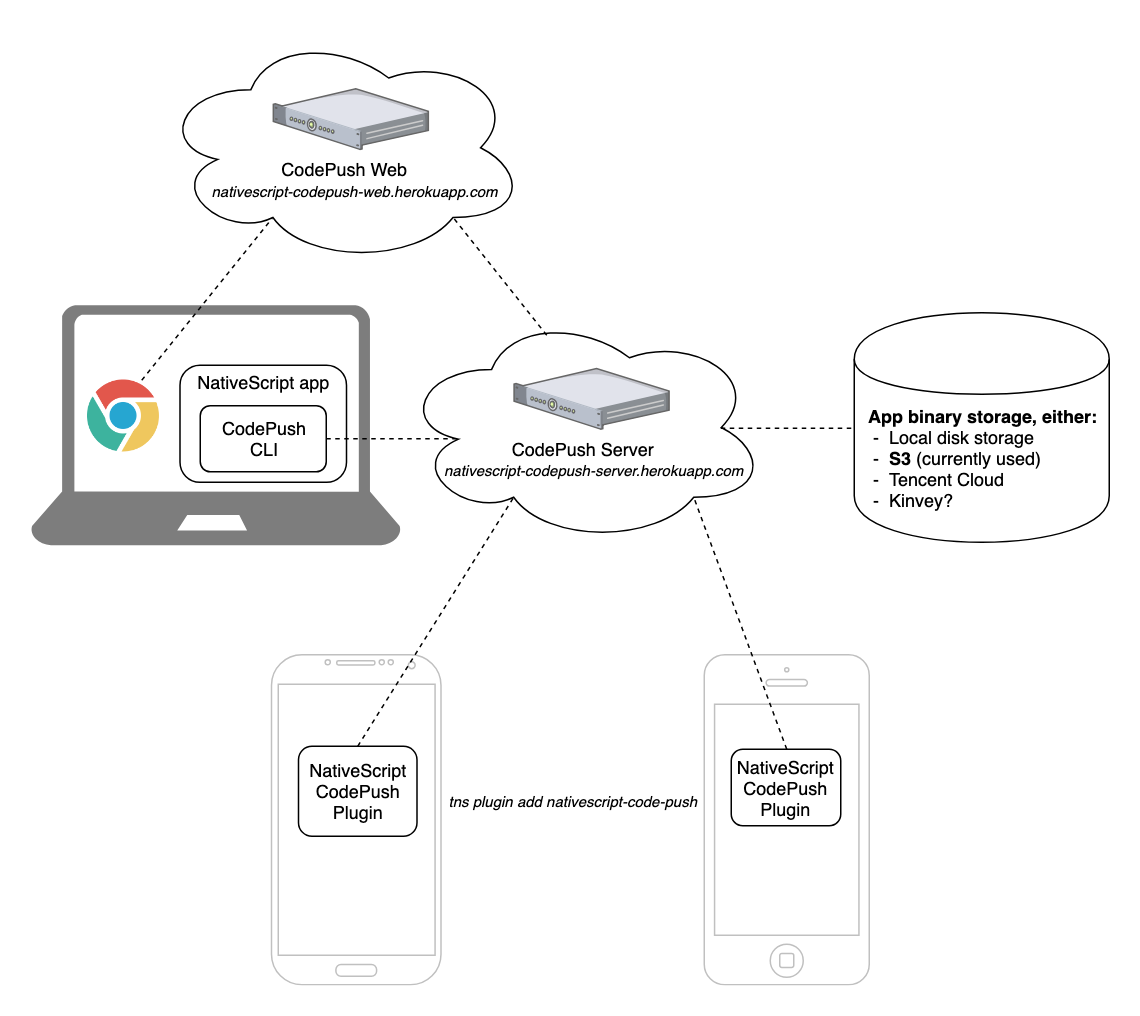 CodePush Web
nativescript-codepush-web.herokuapp.com
NativeScript app
CodePush
CLI
CodePush Server
nativescript-codepush-server.herokuapp.com
App binary storage, either:
- Local disk storage
- S3 (currently used)
- Tencent Cloud
- Kinvey?
NativeScript
CodePush
Plugin
tns plugin add nativescript-code-push
NativeScript
CodePush
Plugin